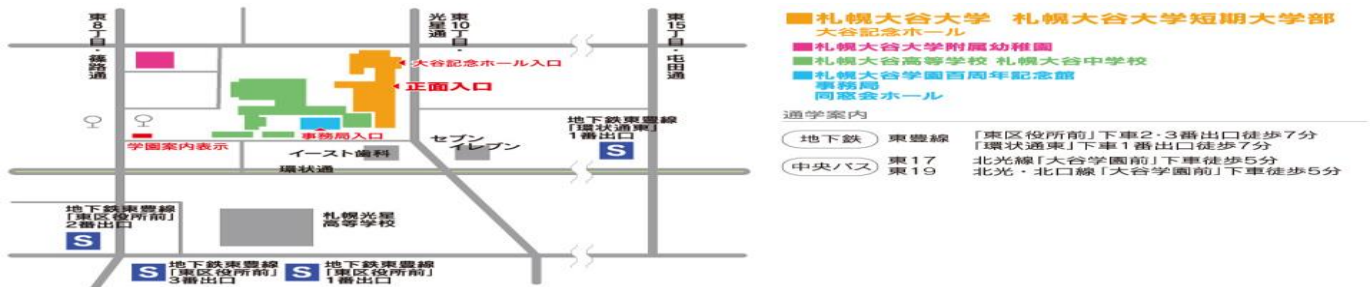 東8丁目・篠路通
光星通
東10丁目・
東15丁目・屯田通
大谷記念ホール入口
正面入口
事務局入口
学園案内表示
イースト歯科
セブン
イレブン
環状通
地下鉄東豊線
「環状通東」
1番出口
S
地下鉄東豊線
「東区役所前」
2番出口
S
札幌光星
高等学校
S
地下鉄東豊線
「東区役所前」
3番出口
S
地下鉄東豊線
「東区役所前」
1番出口
札幌大谷大学 札幌大谷大学短期大学部
大谷記念ホール
札幌大谷大学附属幼稚園
札幌大谷高等学校 札幌大谷中学校
札幌大谷学園百周年記念館
事務局
同窓会ホール
通学案内
地下鉄 東豊線 「東区役所前」下車2・3番出口徒歩7分
「環状通東」下車1番出口徒歩7分
中央バス 東17 北光線「大谷学園前」下車徒歩5分
東19 北光・北口線「大谷学園前」下車徒歩5分